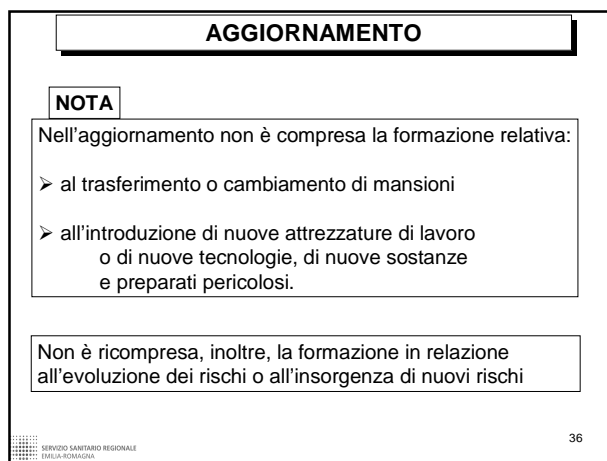 AGGIORNAMENTO
NOTA
Nell'aggiornamento non è compresa la formazione relativa:
➢ al trasferimento o cambiamento di mansioni
➢ all'introduzione di nuove attrezzature di lavoro
o di nuove tecnologie, di nuove sostanze
e preparati pericolosi.
Non è ricompresa, inoltre, la formazione in relazione
all'evoluzione dei rischi o all'insorgenza di nuovi rischi
SERVIZIO SANITARIO REGIONALE
EMILIA-ROMAGNA
36